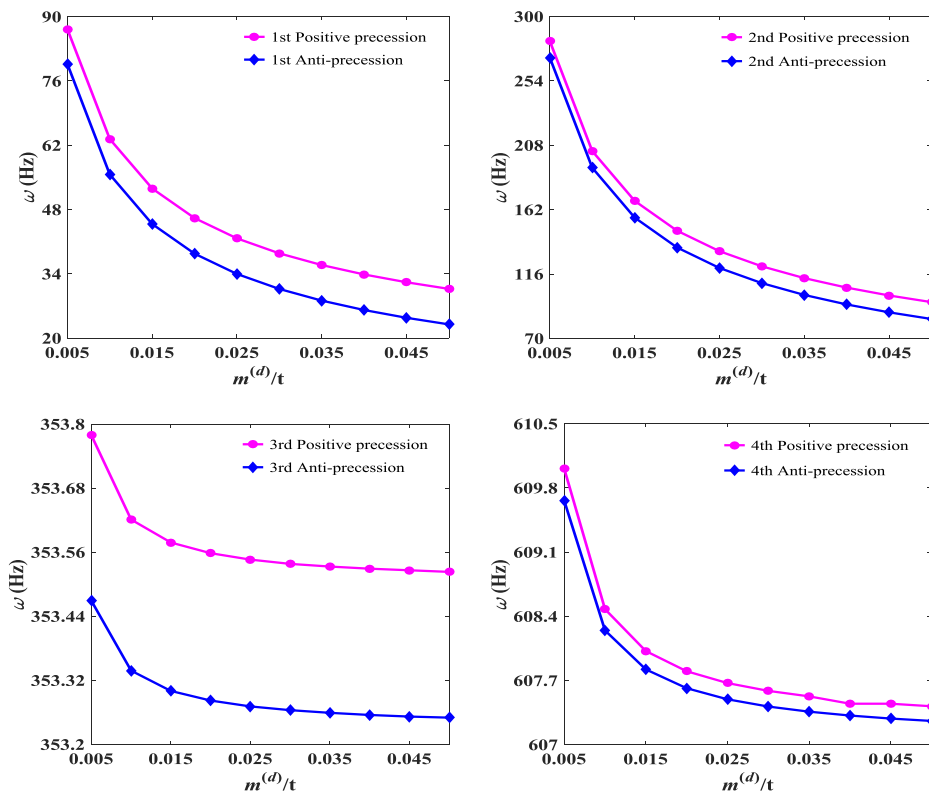 90
76
62
48
34
20
ω (Hz)
1st Positive precession
1st Anti-precession
0.005 0.015 0.025 0.035 0.045
m^(d)/t
300
254
208
162
116
70
ω (Hz)
2nd Positive precession
2nd Anti-precession
0.005 0.015 0.025 0.035 0.045
m^(d)/t
353.8
353.68
353.56
353.44
353.32
353.2
ω (Hz)
3rd Positive precession
3rd Anti-precession
0.005 0.015 0.025 0.035 0.045
m^(d)/t
610.5
609.8
609.1
608.4
607.7
607
ω (Hz)
4th Positive precession
4th Anti-precession
0.005 0.015 0.025 0.035 0.045
m^(d)/t